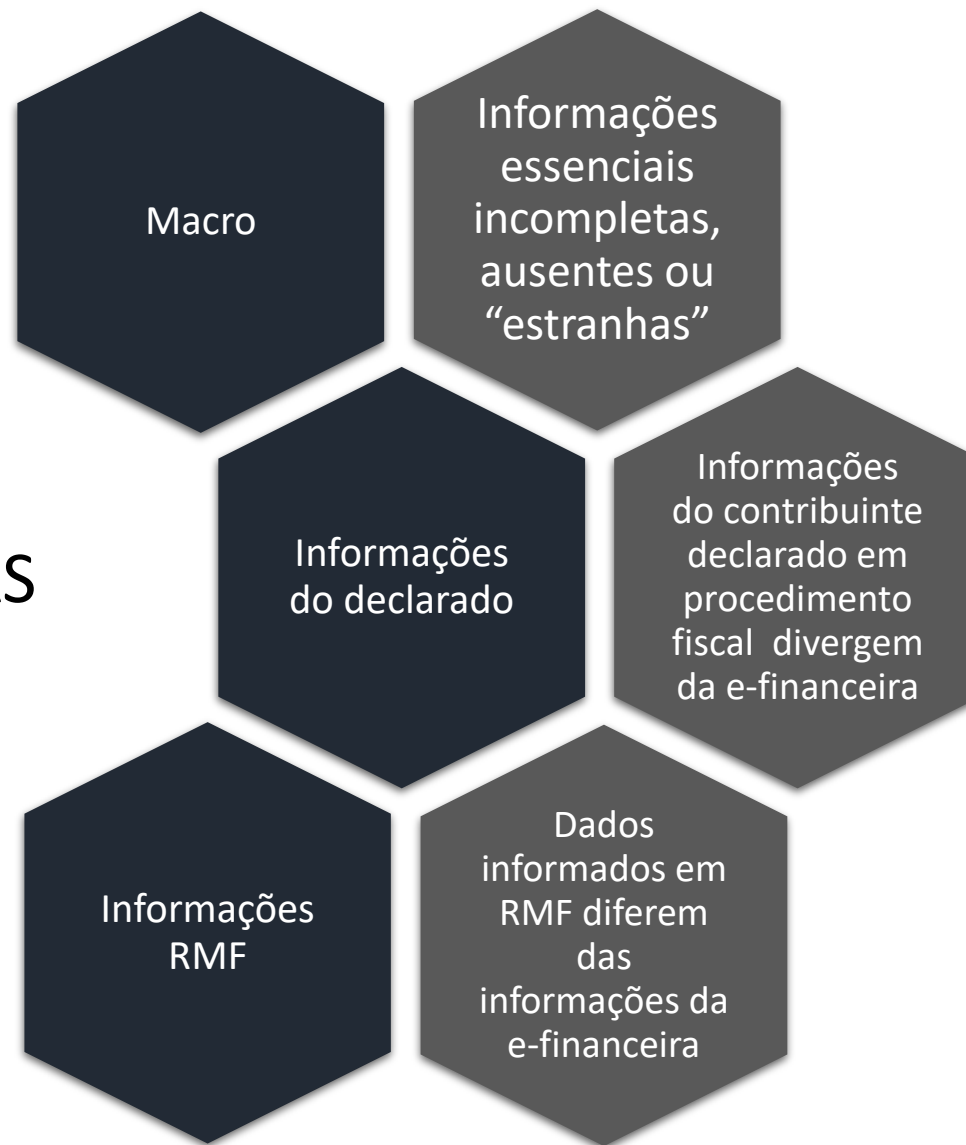 Macro
Informações
essenciais
incompletas,
ausentes ou
“estranhas”
Informações
do declarado
Informações
do contribuinte
declarado em
procedimento
fiscal divergem
da e-financeira
Informações
RMF
Dados
informados em
RMF diferem
das
informações da
e-financeira